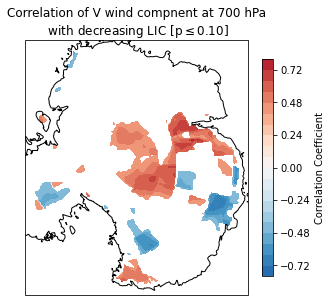 Correlation of V wind compnent at 700 hPa
with decreasing LIC [p ≤ 0.10]
0.72
0.48
0.24
0.00
−0.24
−0.48
−0.72
Correlation Coefficient